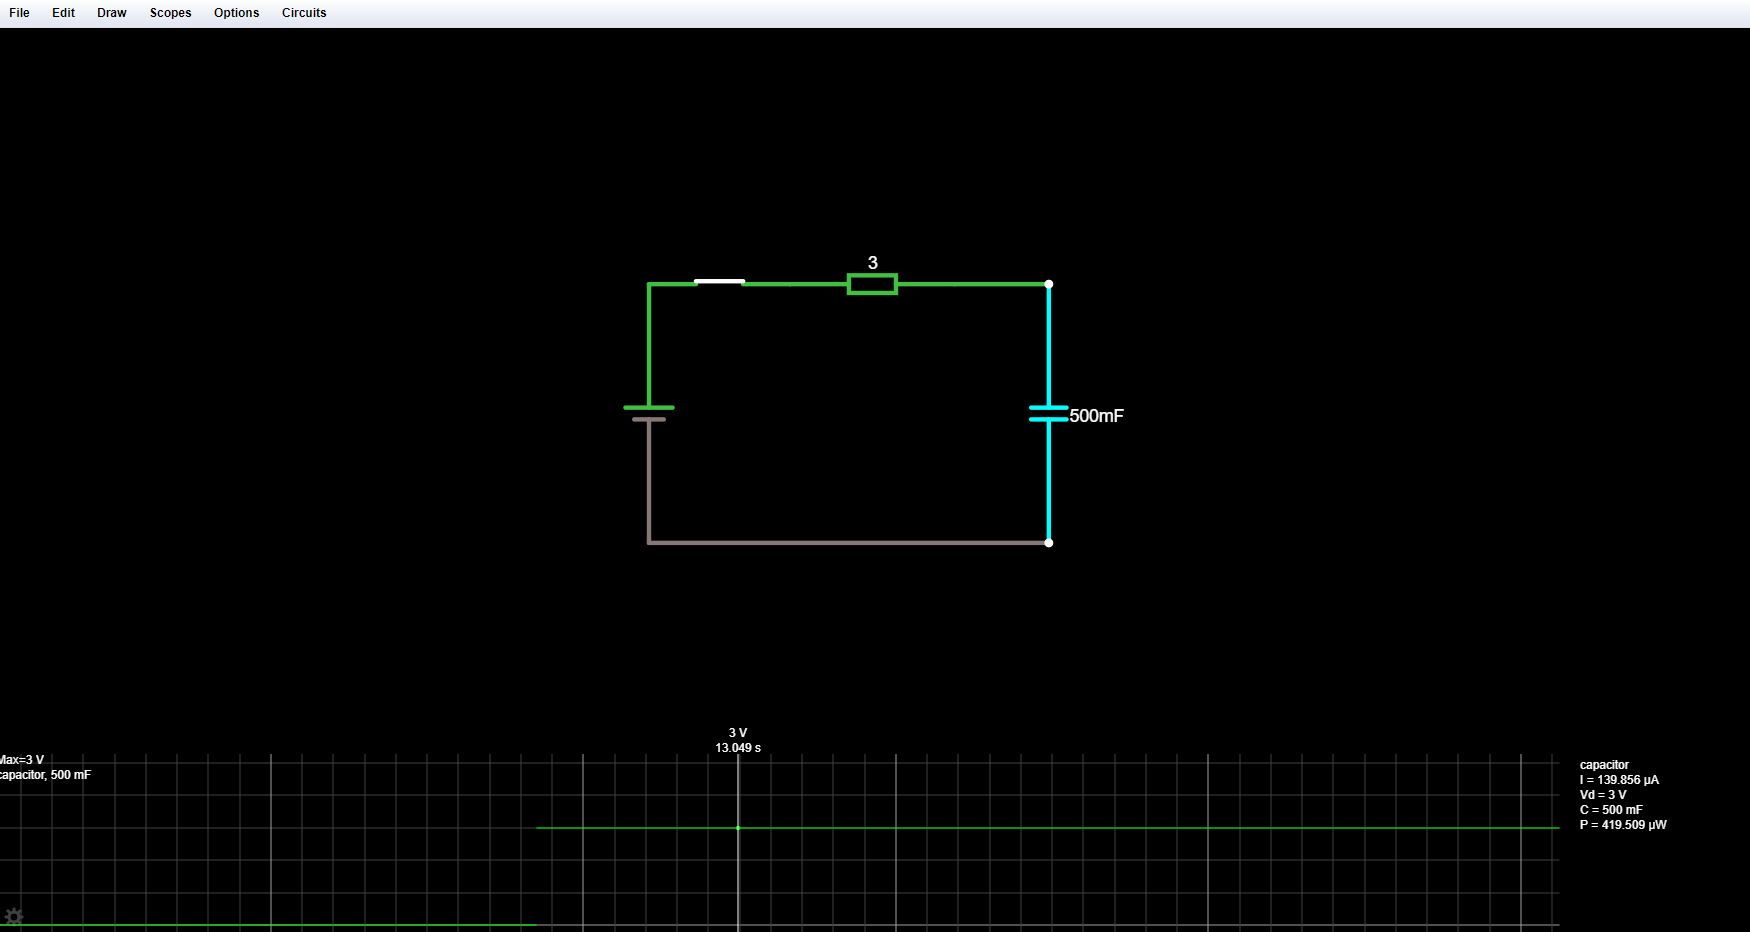 File Edit Draw Scopes Options Circuits
3
500mF
3 V
13.049 s
Max=3 V
capacitor, 500 mF
capacitor
I = 139.856 μA
Vd = 3 V
C = 500 mF
P = 419.509 μW